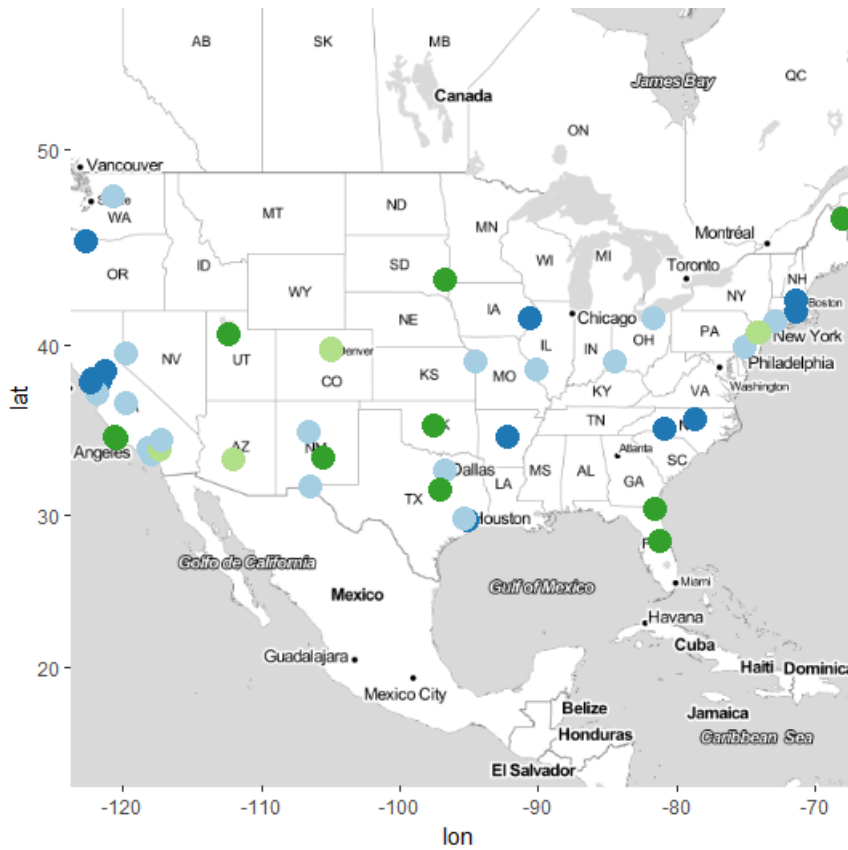 AB
SK
MB
James Bay
QC
Canada
ON
50
Vancouver
WA
MT
ND
MN
Montréal
OR
ID
SD
WI
MI
Toronto
NH
WY
NY
Boston
IA
Chicago
NE
40
NV
UT
Denver
IL
IN
OH
PA
New York
CO
KS
MO
Philadelphia
KY
VA
Washington
lat
TN
Angeles
AZ
NM
Atlanta
SC
Dallas
MS
AL
GA
LA
TX
30
Houston
Golfo de California
Gulf of Mexico
Miami
Mexico
Havana
Cuba
Guadalajara
20
Haiti
Dominica
Mexico City
Belize
Jamaica
Honduras
Caribbean Sea
El Salvador
-120
-110
-100
-90
-80
-70
lon